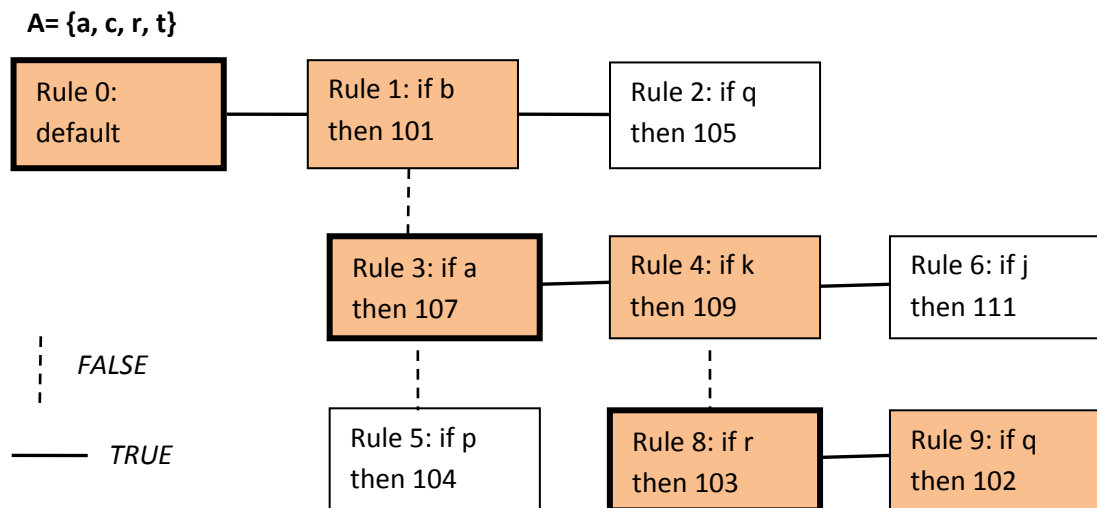 A= {a, c, r, t}
Rule 0:
default
Rule 1: if b
then 101
Rule 2: if q
then 105
Rule 3: if a
then 107
Rule 4: if k
then 109
Rule 6: if j
then 111
FALSE
TRUE
Rule 5: if p
then 104
Rule 8: if r
then 103
Rule 9: if q
then 102